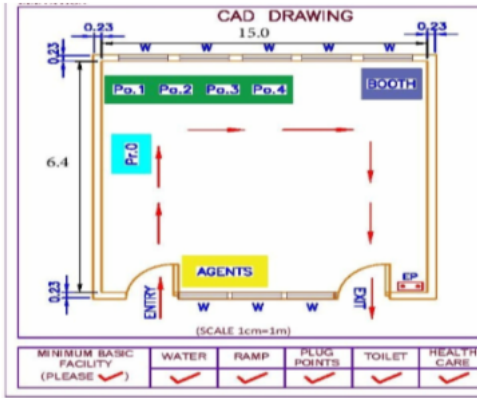 CAD DRAWING
0.23 15.0 0.23
W W W W W
0.23
Po.1 Po.2 Po.3 Po.4 BOOTH
6.4 Pr.O
AGENTS
EP
0.23
ENTRY EXIT
W W W
(SCALE 1cm=1m)
MINIMUM BASIC FACILITY (PLEASE ✓) WATER RAMP PLUG POINTS TOILET HEALTH CARE